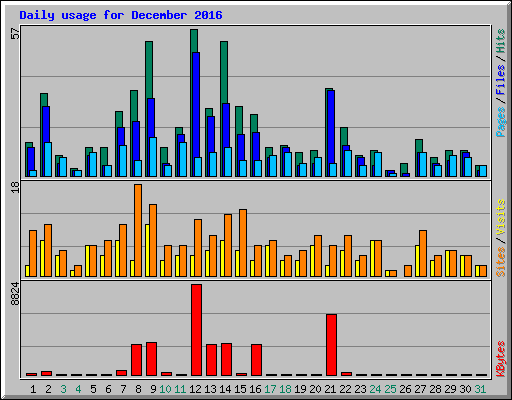 Daily usage for December 2016
57
Pages / Files / Hits
18
Sites / Visits
8824
KBytes
1 2 3 4 5 6 7 8 9 10 11 12 13 14 15 16 17 18 19 20 21 22 23 24 25 26 27 28 29 30 31